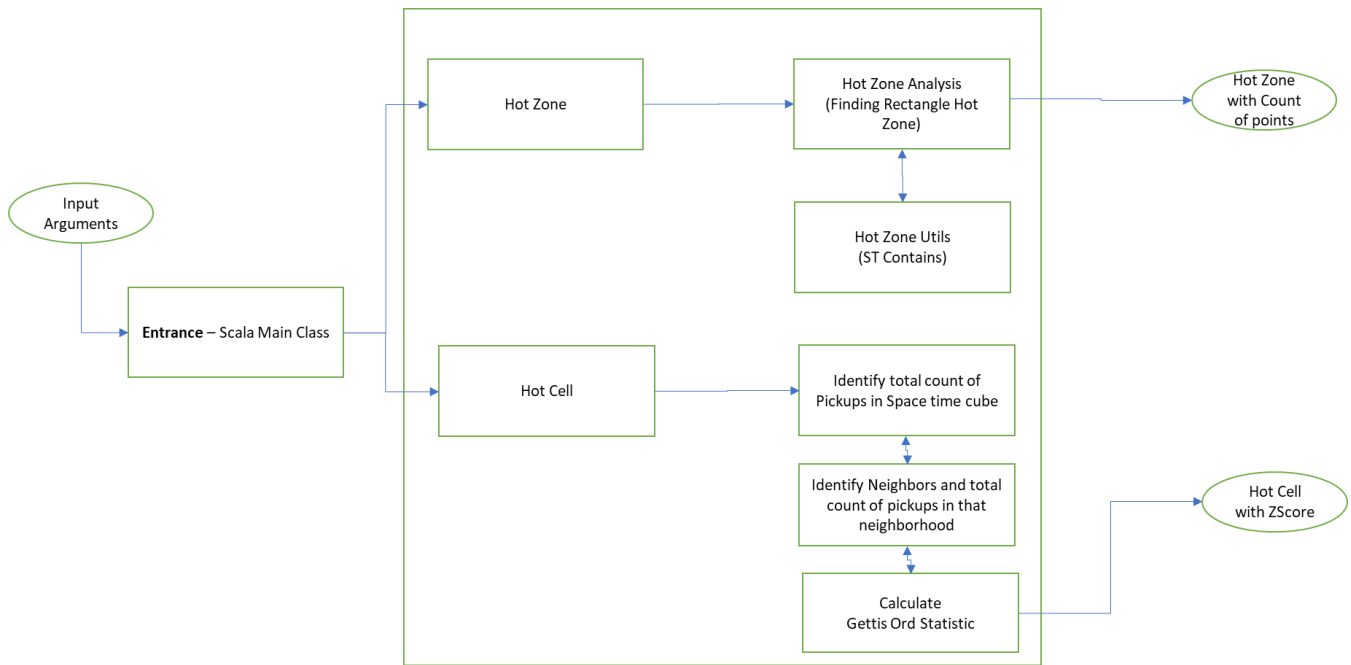 Input
Arguments
Entrance – Scala Main Class
Hot Zone
Hot Zone Analysis
(Finding Rectangle Hot
Zone)
Hot Zone Utils
(ST Contains)
Hot Zone
with Count
of points
Hot Cell
Identify total count of
Pickups in Space time cube
Identify Neighbors and total
count of pickups in that
neighborhood
Calculate
Gettis Ord Statistic
Hot Cell
with ZScore